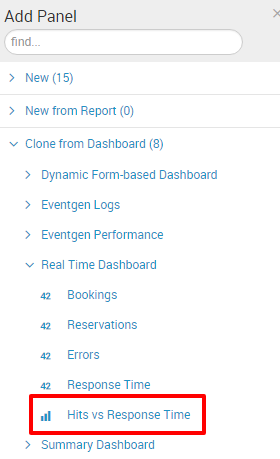 Add Panel
find...
New (15)
New from Report (0)
Clone from Dashboard (8)
Dynamic Form-based Dashboard
Eventgen Logs
Eventgen Performance
Real Time Dashboard
42 Bookings
42 Reservations
42 Errors
42 Response Time
Hits vs Response Time
Summary Dashboard